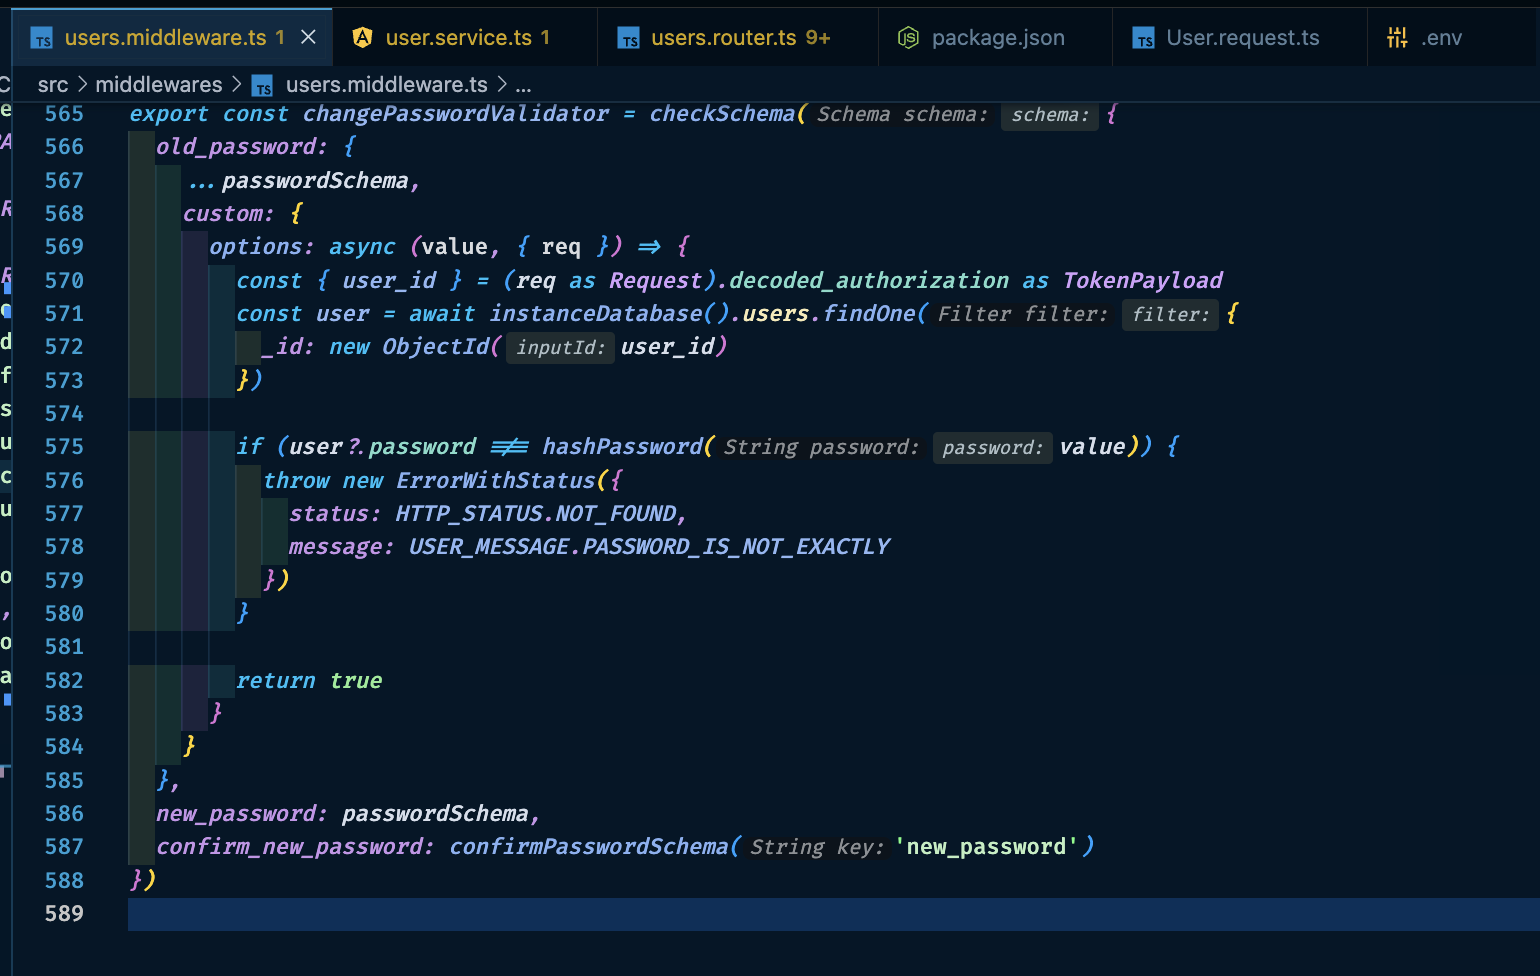 users.middleware.ts 1 × user.service.ts 1 users.router.ts 9+ package.json User.request.ts .env
src > middlewares > TS users.middleware.ts > ...
565 export const changePasswordValidator = checkSchema( Schema schema: schema: {
566 old_password: {
567 ...passwordSchema,
568 custom: {
569 options: async (value, { req }) => {
570 const { user_id } = (req as Request).decoded_authorization as TokenPayload
571 const user = await instanceDatabase().users.findOne( Filter filter: filter: {
572 _id: new ObjectId( inputId: user_id)
573 })
574
575 if (user?.password !== hashPassword( String password: password: value)) {
576 throw new ErrorWithStatus({
577 status: HTTP_STATUS.NOT_FOUND,
578 message: USER_MESSAGE.PASSWORD_IS_NOT_EXACTLY
579 })
580 }
581
582 return true
583 }
584 }
585 },
586 new_password: passwordSchema,
587 confirm_new_password: confirmPasswordSchema( String key: 'new_password')
588 })
589